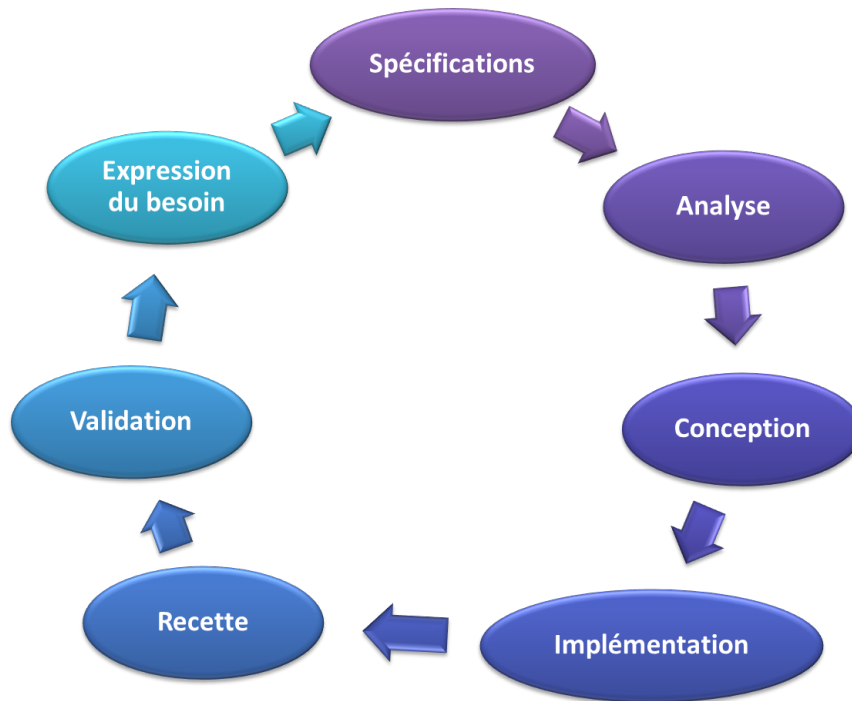 Spécifications
Analyse
Conception
Implémentation
Recette
Validation
Expression
du besoin